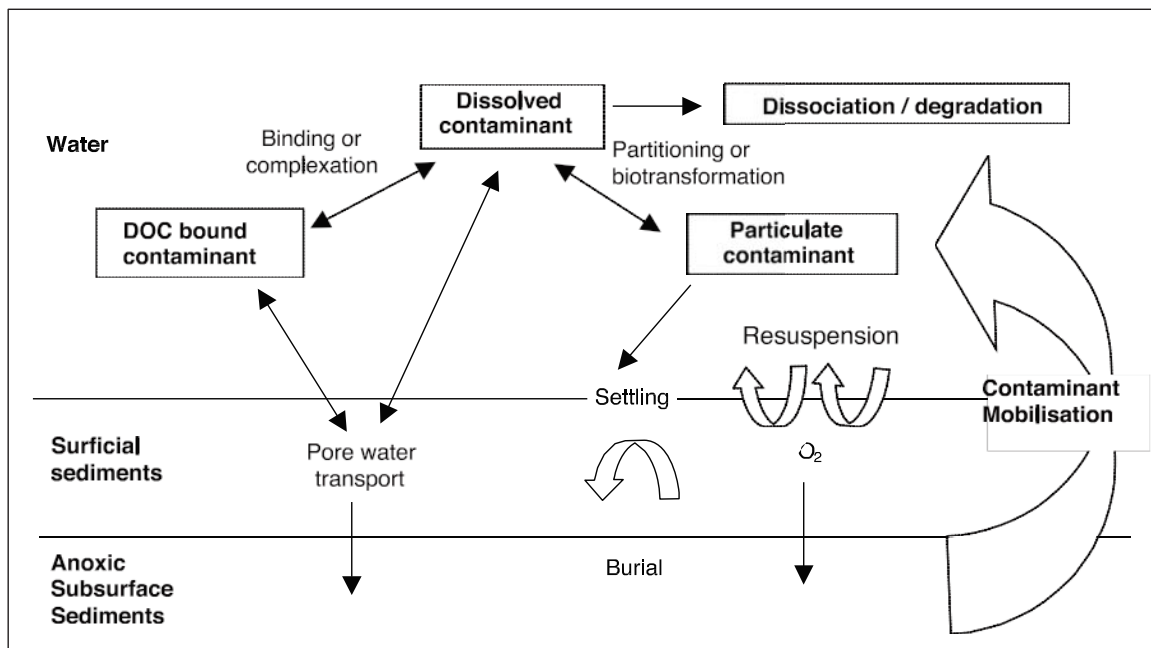 Dissolved
contaminant
Dissociation / degradation
Water
Binding or
complexation
Partitioning or
biotransformation
DOC bound
contaminant
Particulate
contaminant
Resuspension
Settling
Contaminant
Mobilisation
Surficial
sediments
Pore water
transport
O₂
Anoxic
Subsurface
Sediments
Burial